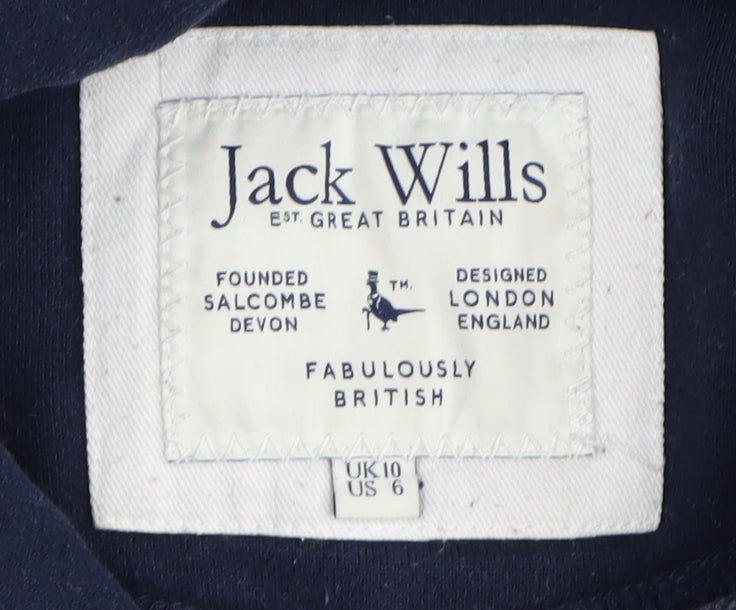 Jack Wills
EST. GREAT BRITAIN
FOUNDED
SALCOMBE
DEVON
TM.
DESIGNED
LONDON
ENGLAND
FABULOUSLY
BRITISH
UK 10
US 6